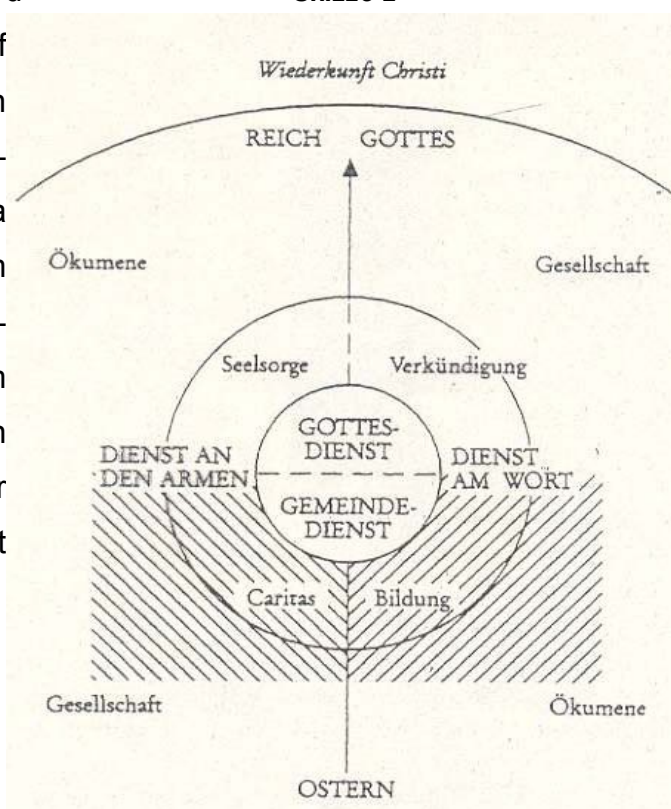 Wiederkunft Christi
REICH GOTTES
Ökumene
Gesellschaft
Seelsorge
Verkündigung
GOTTES-
DIENST
DIENST AN
DEN ARMEN
DIENST
AM WORT
GEMEINDE-
DIENST
Caritas
Bildung
Gesellschaft
Ökumene
OSTERN